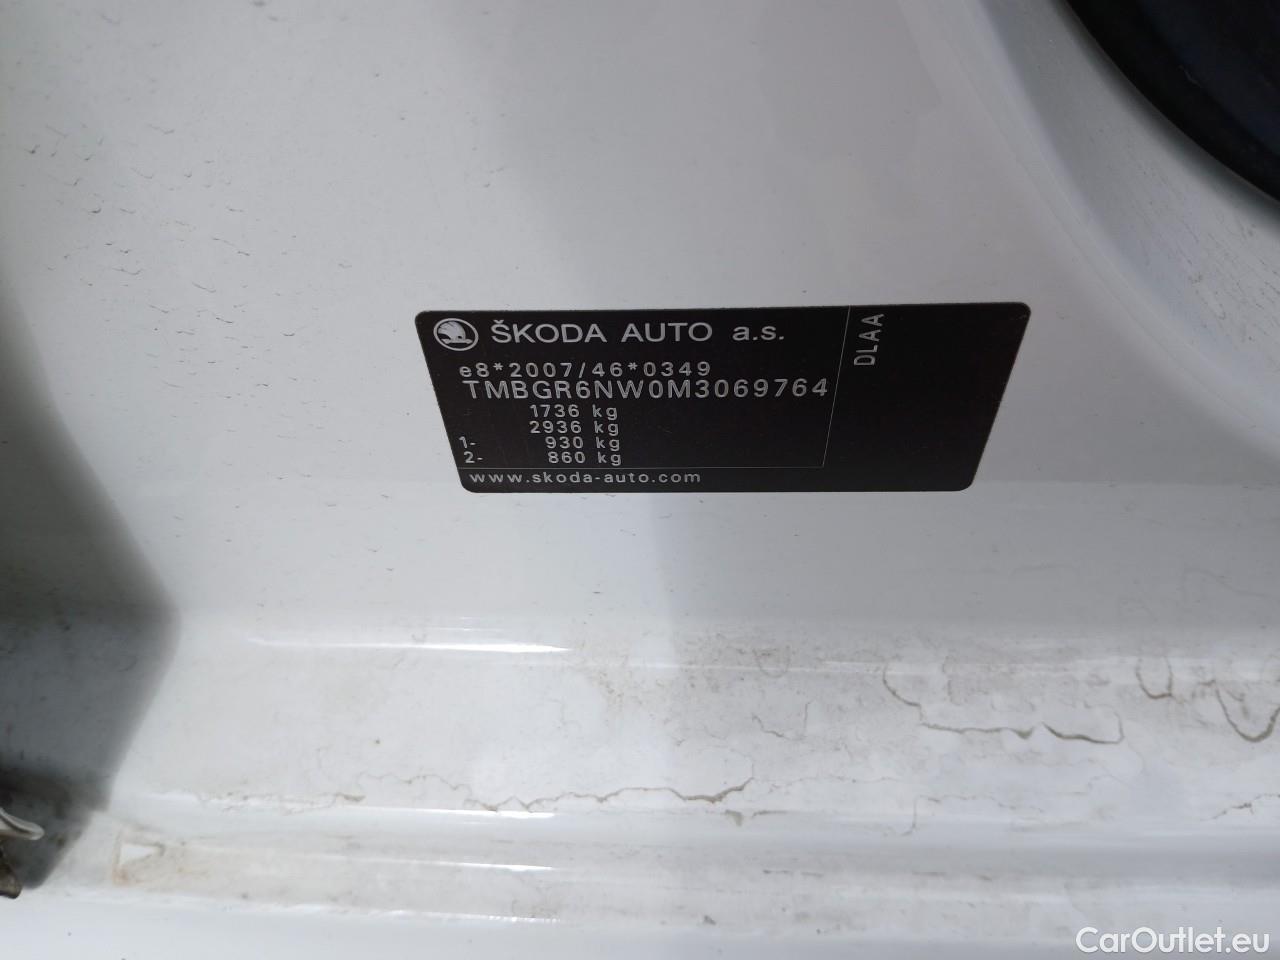 ŠKODA AUTO a.s.
DLAA
e8*2007/46*0349
TMBGR6NW0M3069764
1736 kg
2936 kg
1- 930 kg
2- 860 kg
www.skoda-auto.com
CarOutlet.eu